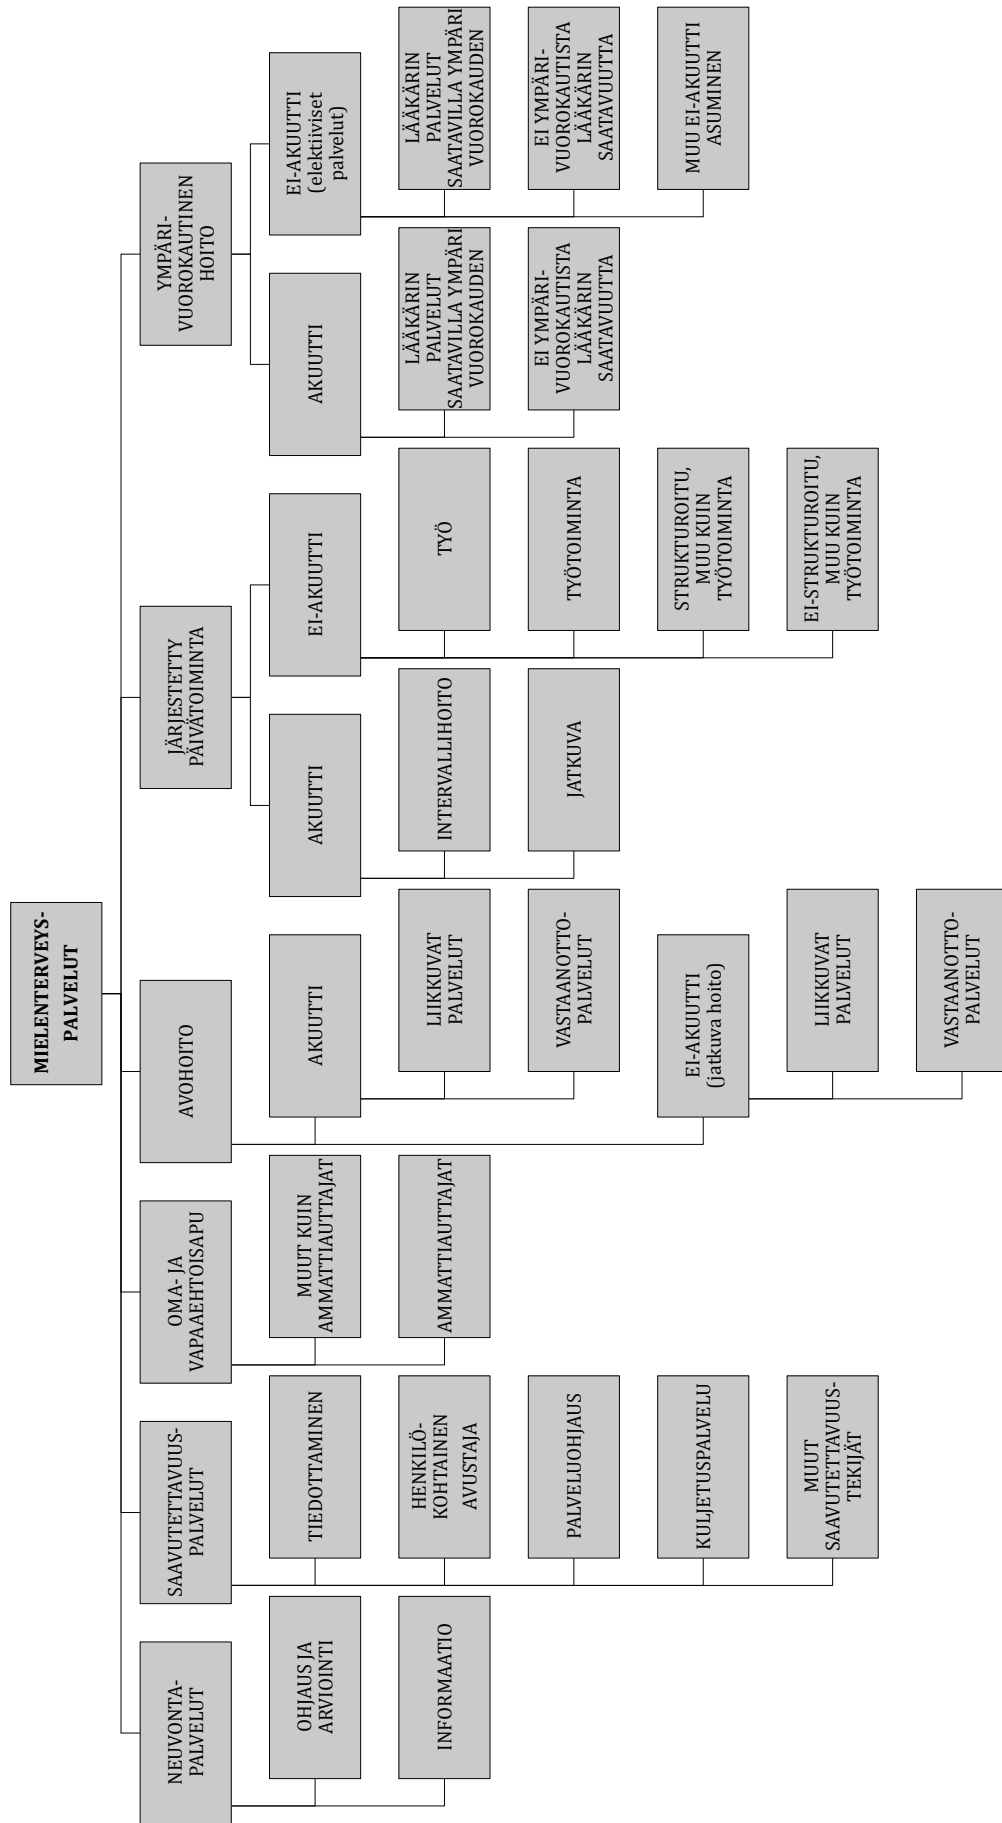 MIELENTERVEYS-
PALVELUT
NEUVONTA-
PALVELUT
OHJAUS JA
ARVIOINTI
INFORMAATIO
SAAVUTETTAVUUS-
PALVELUT
TIEDOTTAMINEN
HENKILÖ-
KOHTAINEN
AVUSTAJA
PALVELUOHJAUS
KULJETUSPALVELU
MUUT
SAAVUTETTAVUUS-
TEKIJÄT
OMA- JA
VAPAAEHTOISAPU
MUUT KUIN
AMMATTIAUTTAJAT
AMMATTIAUTTAJAT
AVOHOITO
AKUUTTI
LIIKKUVAT
PALVELUT
VASTAANOTTO-
PALVELUT
EI-AKUUTTI
(jatkuva hoito)
LIIKKUVAT
PALVELUT
VASTAANOTTO-
PALVELUT
JÄRJESTETTY
PÄIVÄTOIMINTA
AKUUTTI
INTERVALLIHOITO
JATKUVA
EI-AKUUTTI
TYÖ
TYÖTOIMINTA
STRUKTUROITU,
MUU KUIN
TYÖTOIMINTA
EI-STRUKTUROITU,
MUU KUIN
TYÖTOIMINTA
YMPÄRI-
VUOROKAUTINEN
HOITO
AKUUTTI
LÄÄKÄRIN
PALVELUT
SAATAVILLA YMPÄRI
VUOROKAUDEN
EI YMPÄRI-
VUOROKAUTISTA
LÄÄKÄRIN
SAATAVUUTTA
EI-AKUUTTI
(elektiiviset
palvelut)
LÄÄKÄRIN
PALVELUT
SAATAVILLA YMPÄRI
VUOROKAUDEN
EI YMPÄRI-
VUOROKAUTISTA
LÄÄKÄRIN
SAATAVUUTTA
MUU EI-AKUUTTI
ASUMINEN